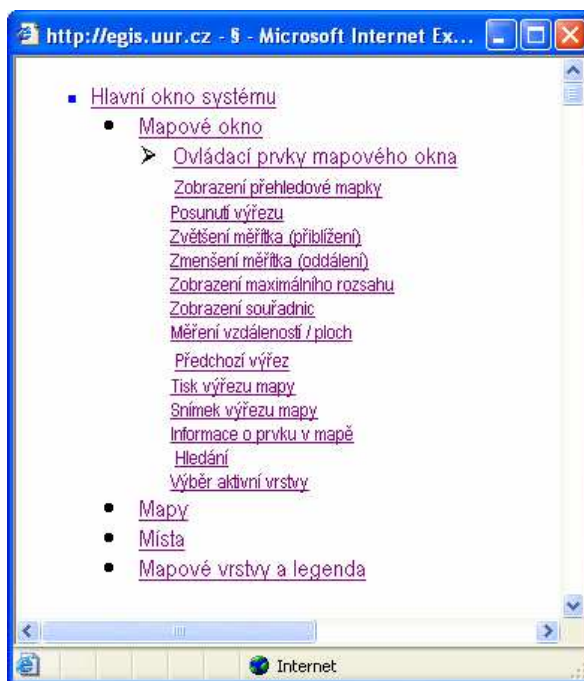 http://egis.uur.cz - § - Microsoft Internet Ex...
Hlavní okno systému
Mapové okno
Ovládací prvky mapového okna
Zobrazení přehledové mapky
Posunutí výřezu
Zvětšení měřítka (přiblížení)
Zmenšení měřítka (oddálení)
Zobrazení maximálního rozsahu
Zobrazení souřadnic
Měření vzdáleností / ploch
Předchozí výřez
Tisk výřezu mapy
Snímek výřezu mapy
Informace o prvku v mapě
Hledání
Výběr aktivní vrstvy
Mapy
Místa
Mapové vrstvy a legenda
Internet